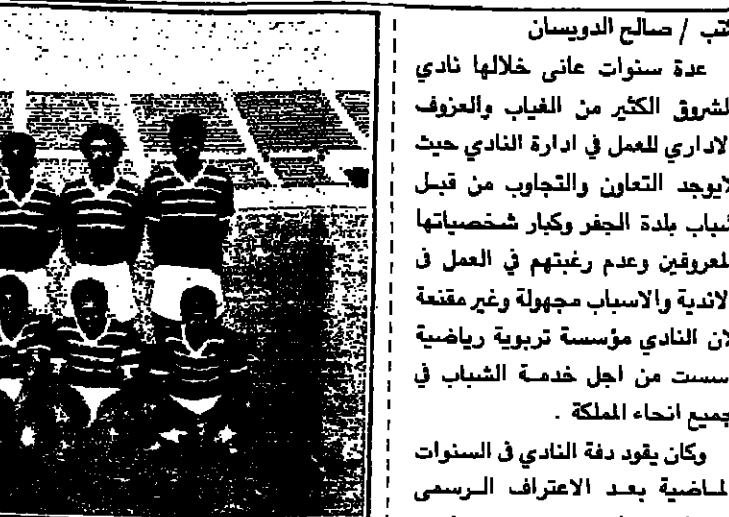 كتب / صالح الدويسان
عدة سنوات عانى خلالها نادي
الشروق الكثير من الغياب والعزوف
الاداري للعمل في ادارة النادي حيث
لايوجد التعاون والتجاوب من قبل
شباب بلدة الجفر وكبار شخصياتها
المعروفين وعدم رغبتهم في العمل في
الاندية والاسباب مجهولة وغير مقنعة
لان النادي مؤسسة تربوية رياضية
اسست من اجل خدمة الشباب في
جميع انحاء المملكة .
وكان يقود دفة النادي في السنوات
الماضية بعد الاعتراف الرسمى